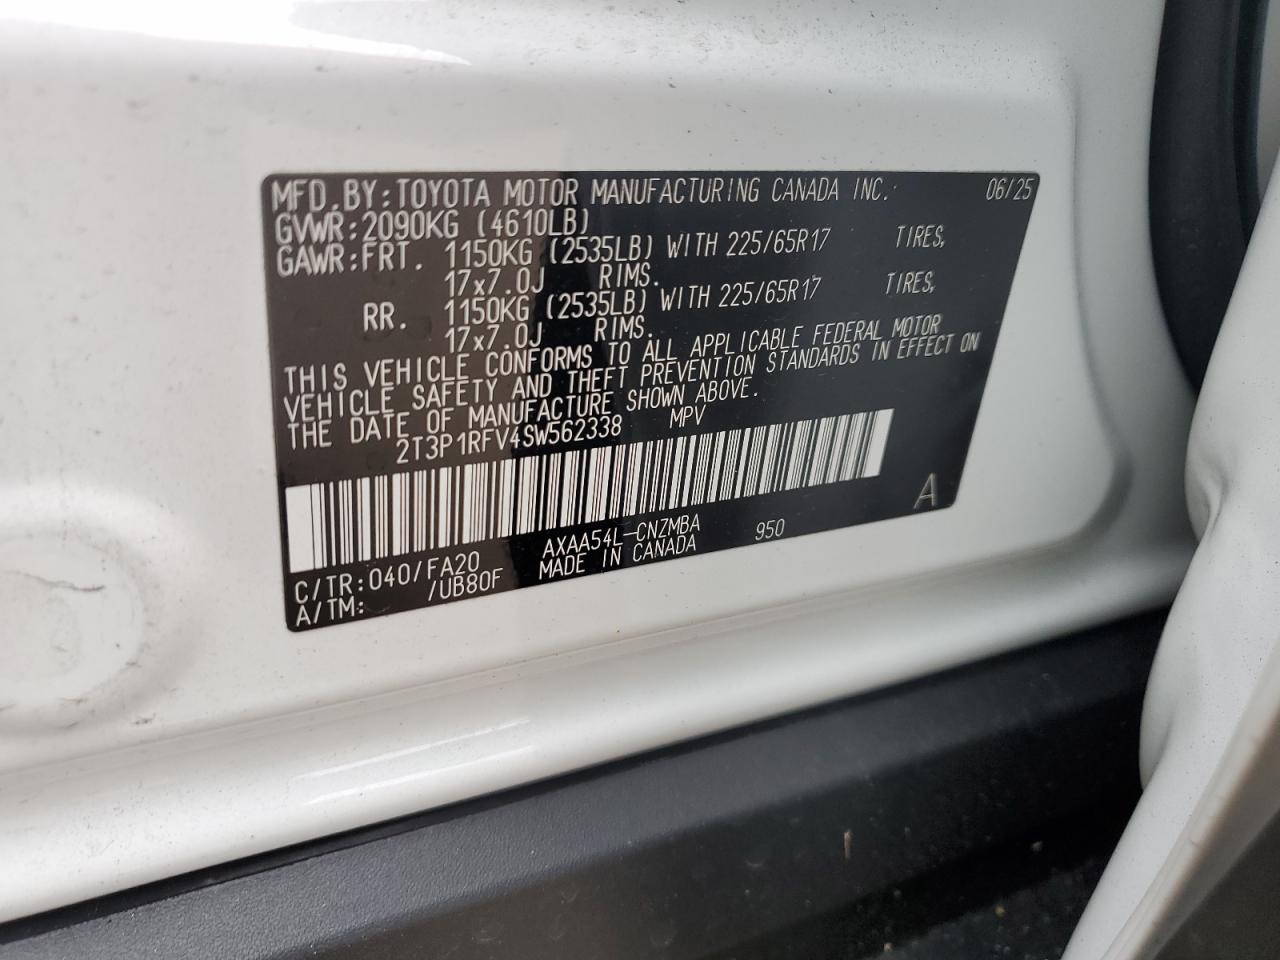 MFD.BY:TOYOTA MOTOR MANUFACTURING CANADA INC. 06/25
GVWR:2090KG (4610LB)
GAWR:FRT. 1150KG (2535LB) WITH 225/65R17 TIRES,
17x7.0J RIMS.
RR. 1150KG (2535LB) WITH 225/65R17 TIRES,
17x7.0J RIMS.
THIS VEHICLE CONFORMS TO ALL APPLICABLE FEDERAL MOTOR
VEHICLE SAFETY AND THEFT PREVENTION STANDARDS IN EFFECT ON
THE DATE OF MANUFACTURE SHOWN ABOVE.
2T3P1RFV4SW562338 MPV
A
C/TR:040/FA20 AXAA54L-CNZMBA 950
A/TM: /UB80F MADE IN CANADA